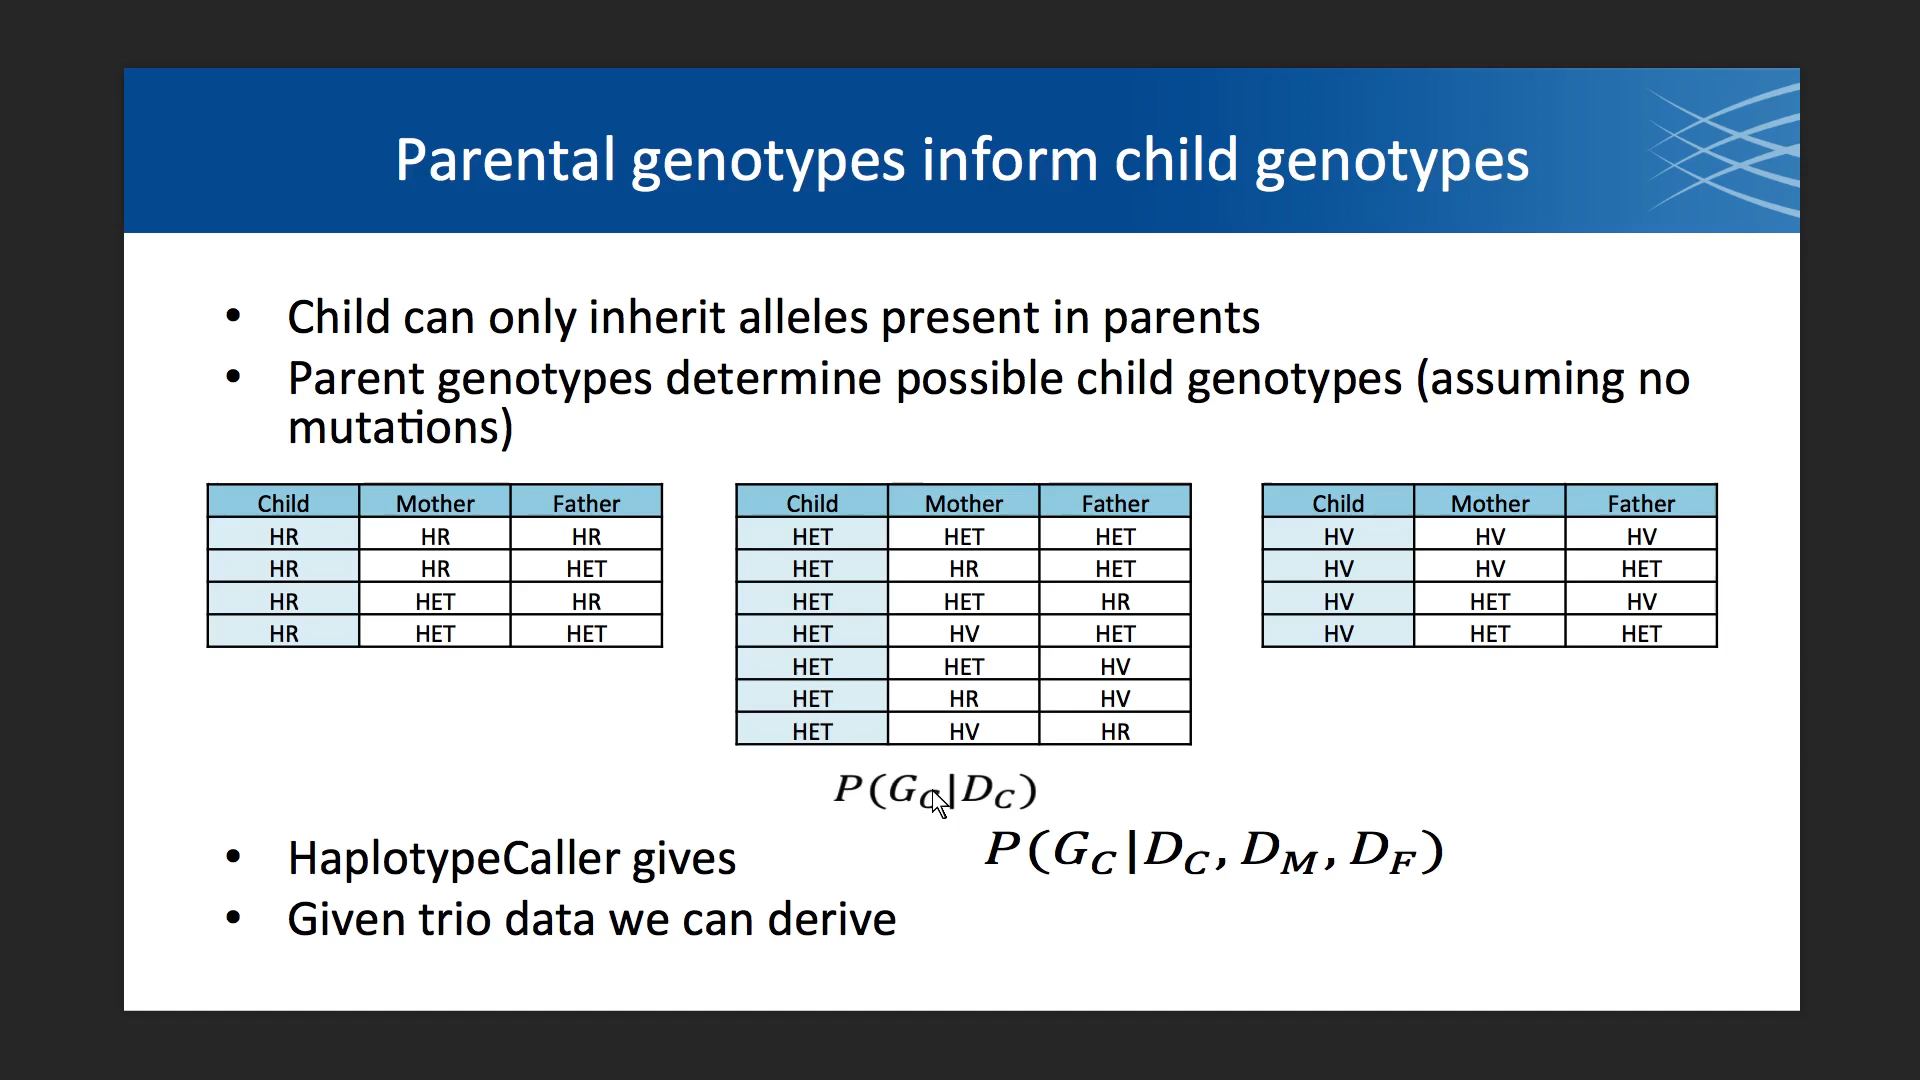 Parental genotypes inform child genotypes
• Child can only inherit alleles present in parents
• Parent genotypes determine possible child genotypes (assuming no
mutations)
Child Mother Father
HR HR HR
HR HR HET
HR HET HR
HR HET HET
Child Mother Father
HET HET HET
HET HR HET
HET HET HR
HET HV HET
HET HET HV
HET HR HV
HET HV HR
Child Mother Father
HV HV HV
HV HV HET
HV HET HV
HV HET HET
P(G_C|D_C)
• HaplotypeCaller gives
P(G_C|D_C, D_M, D_F)
• Given trio data we can derive